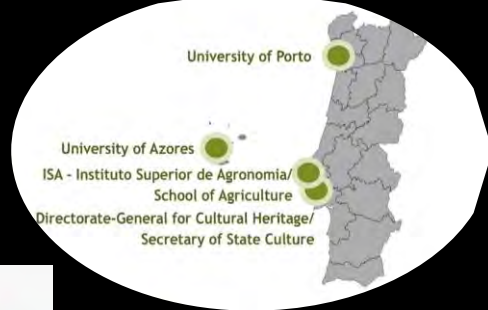 University of Porto
University of Azores
ISA - Instituto Superior de Agronomia/
School of Agriculture
Directorate-General for Cultural Heritage/
Secretary of State Culture